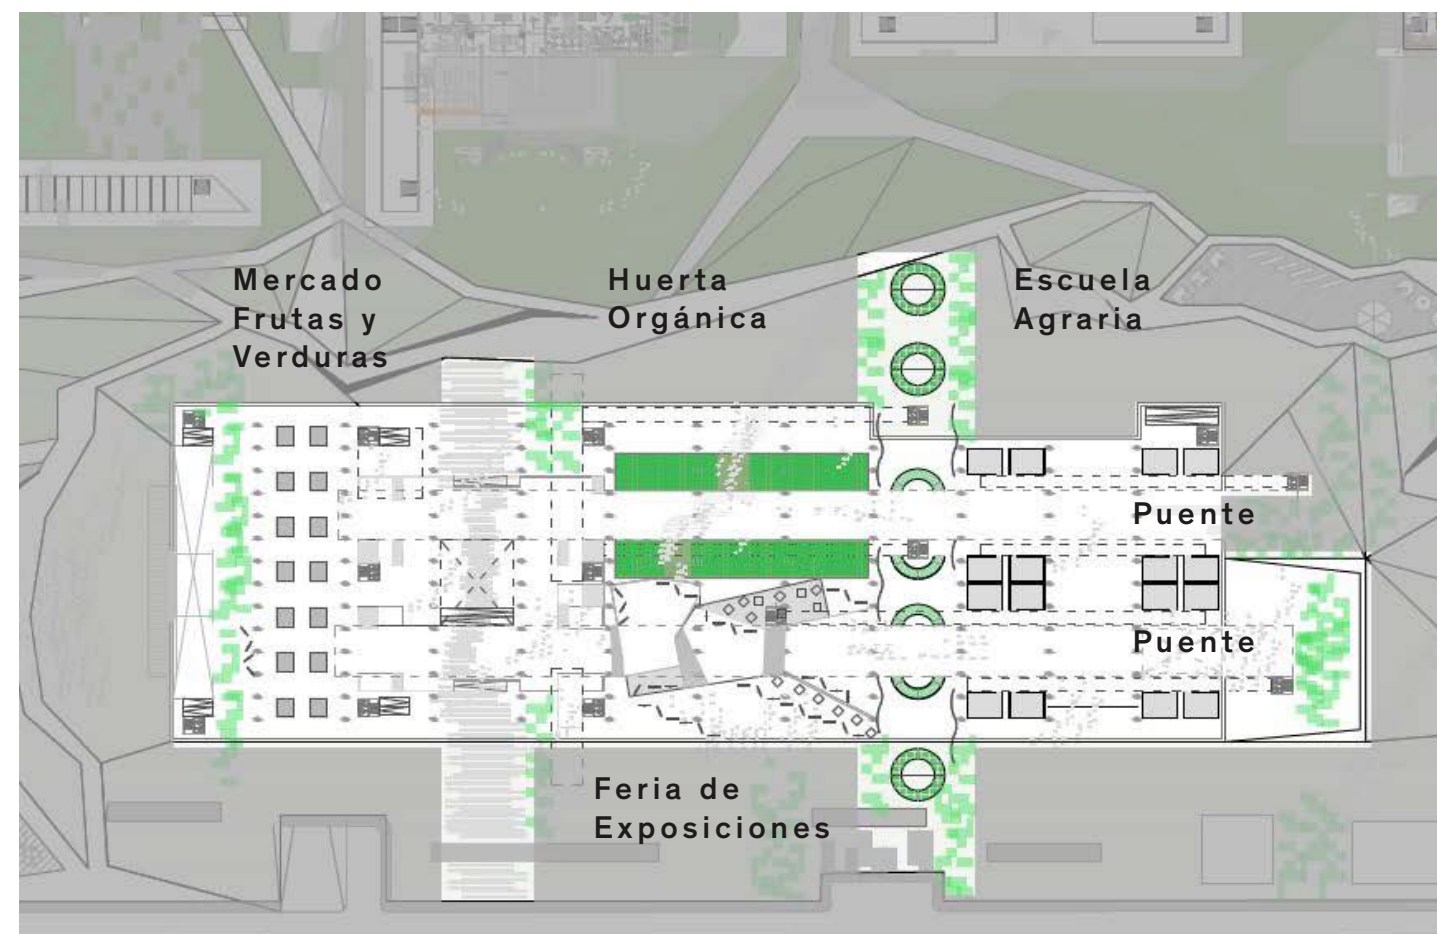 Mercado
Frutas y
Verduras
Huerta
Orgánica
Escuela
Agraria
Puente
Puente
Feria de
Exposiciones